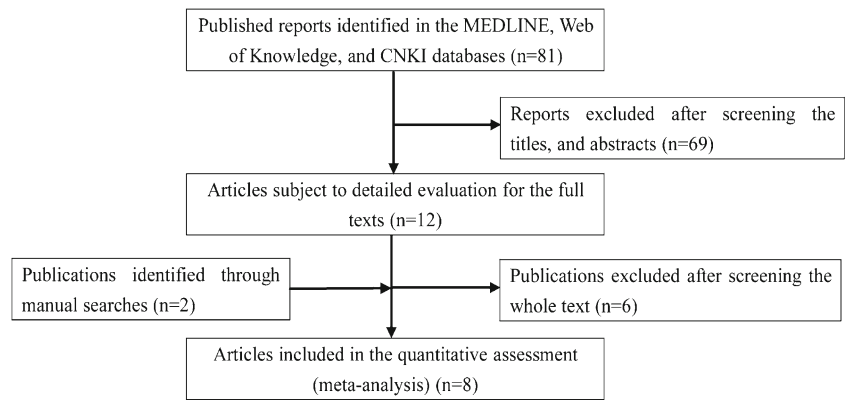 Published reports identified in the MEDLINE, Web
of Knowledge, and CNKI databases (n=81)
Reports excluded after screening the
titles, and abstracts (n=69)
Articles subject to detailed evaluation for the full
texts (n=12)
Publications identified through
manual searches (n=2)
Publications excluded after screening the
whole text (n=6)
Articles included in the quantitative assessment
(meta-analysis) (n=8)